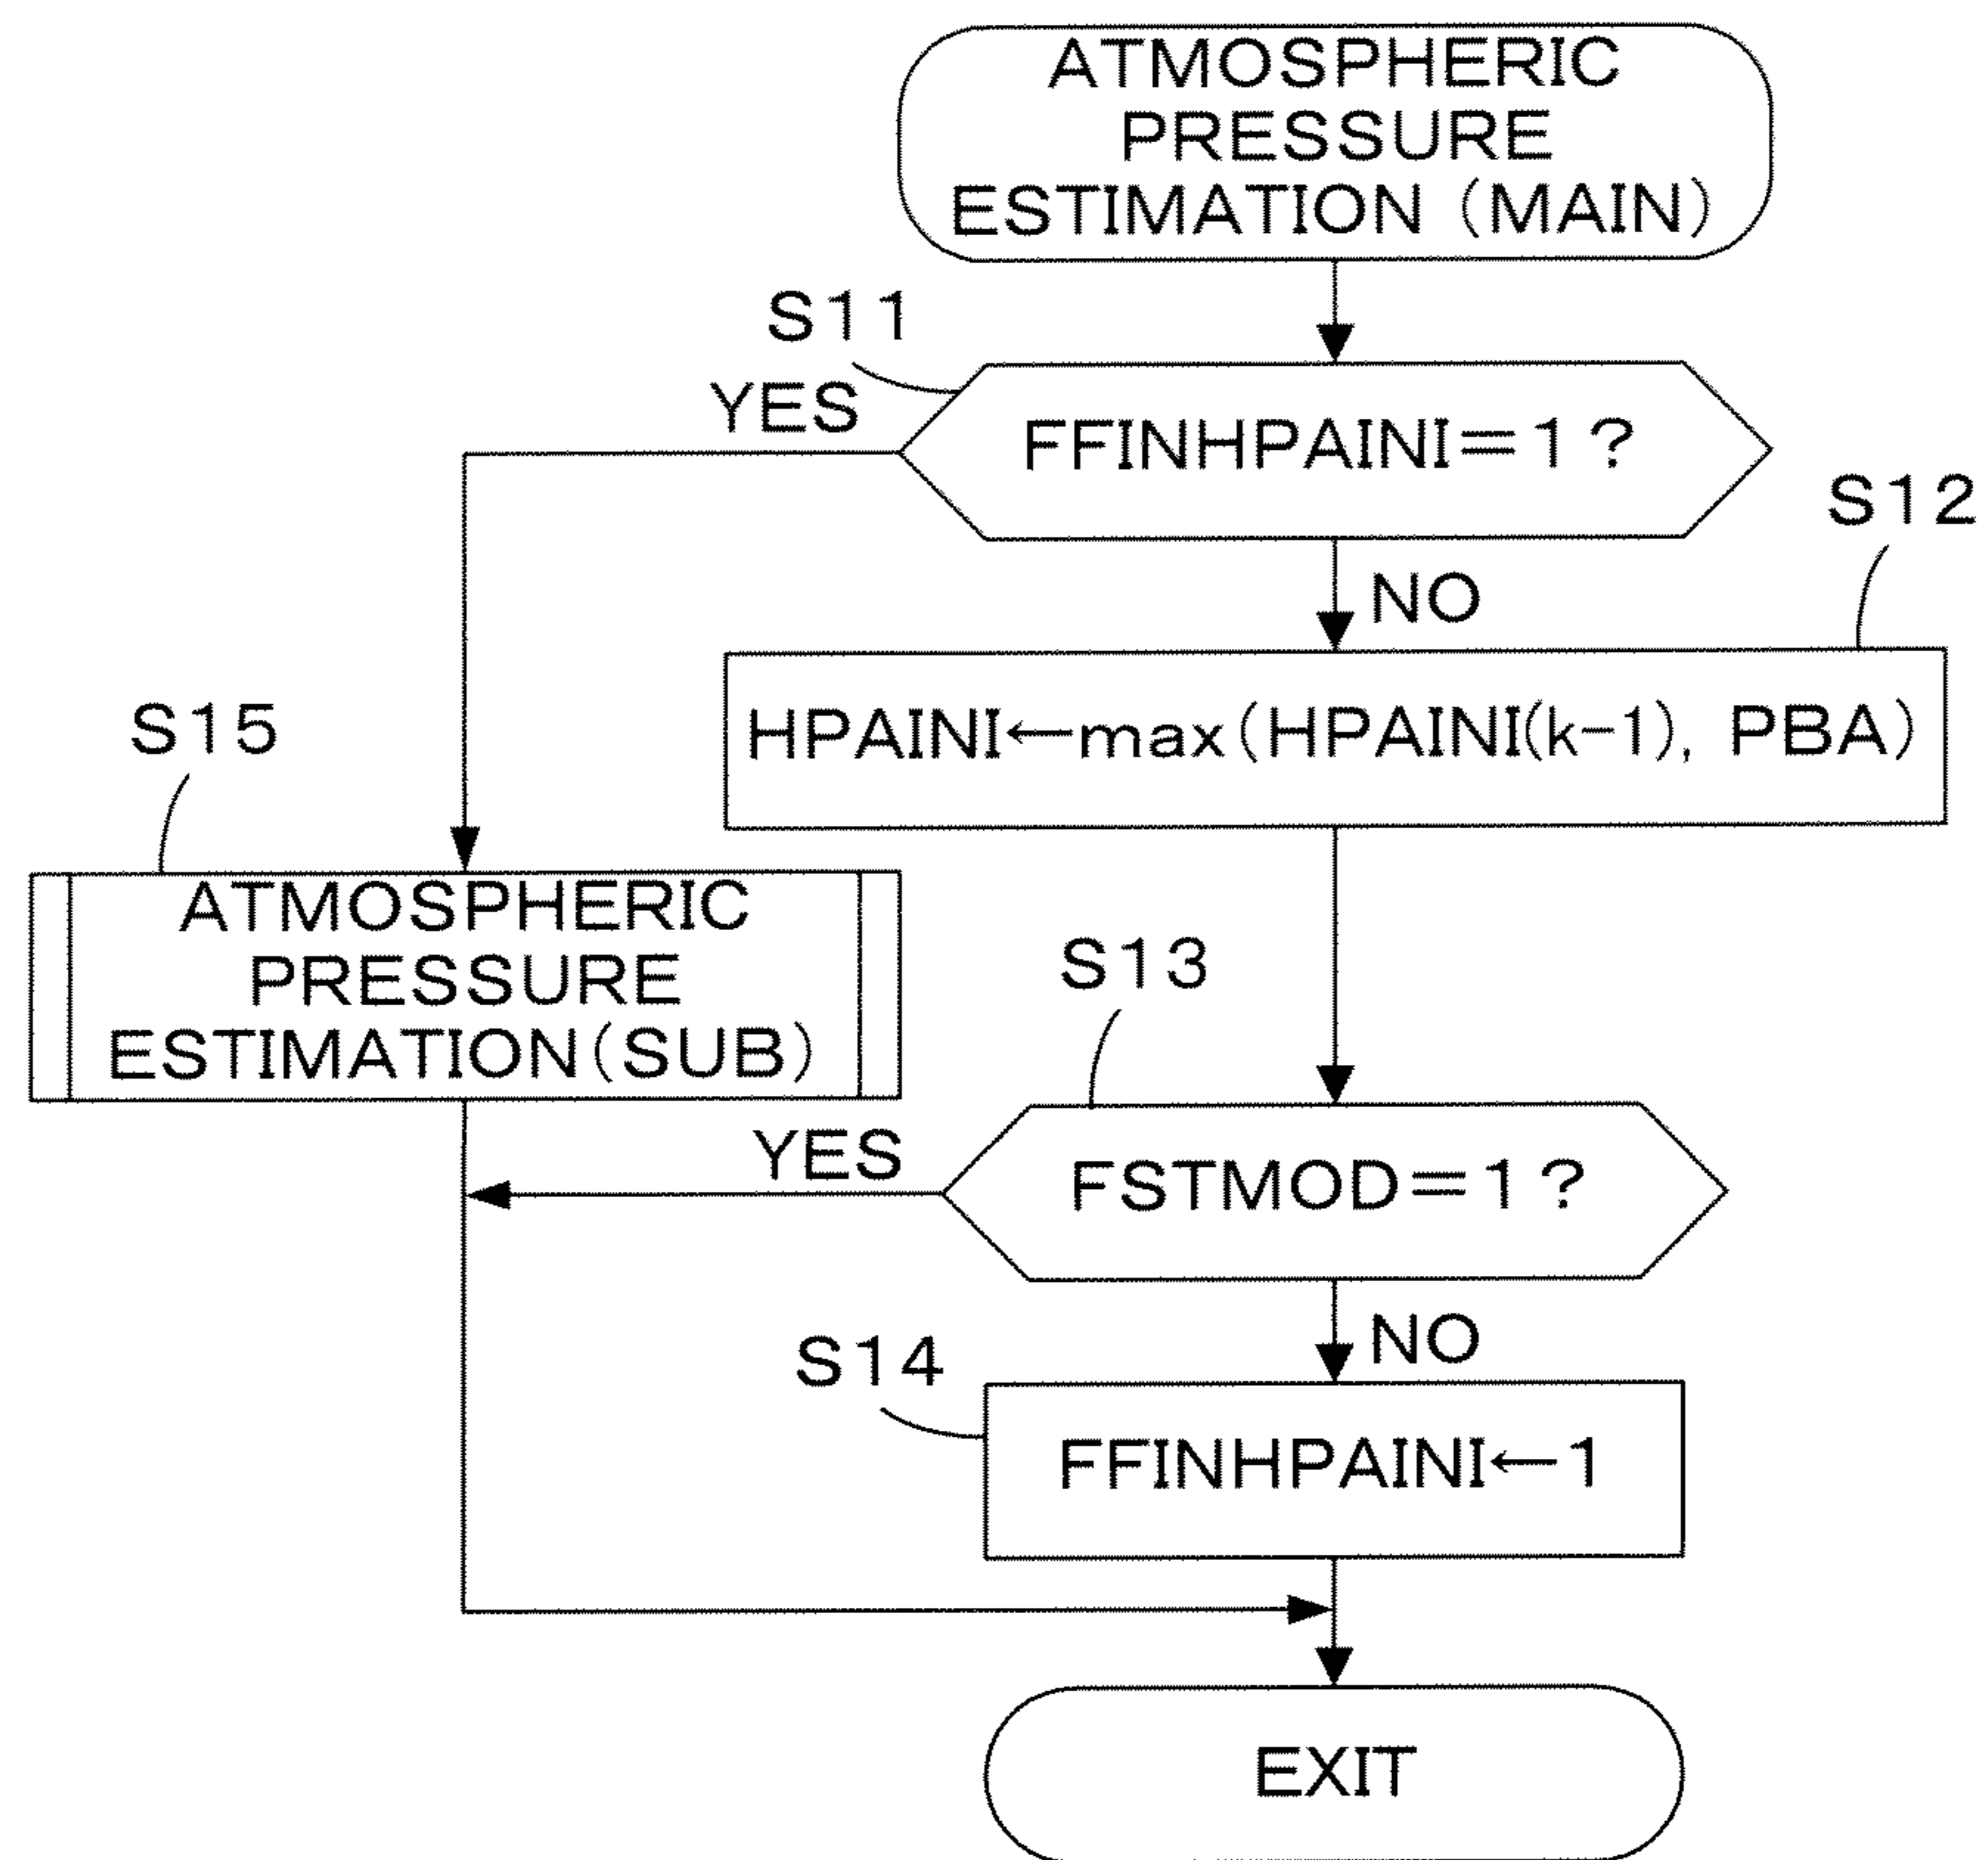 ATMOSPHERIC
PRESSURE
ESTIMATION (MAIN)
S11
YES
FFINHPAINI=1?
S12
NO
HPAINI←max(HPAINI(k-1), PBA)
S15
ATMOSPHERIC
PRESSURE
ESTIMATION(SUB)
S13
YES
FSTMOD=1?
NO
S14
FFINHPAINI←1
EXIT